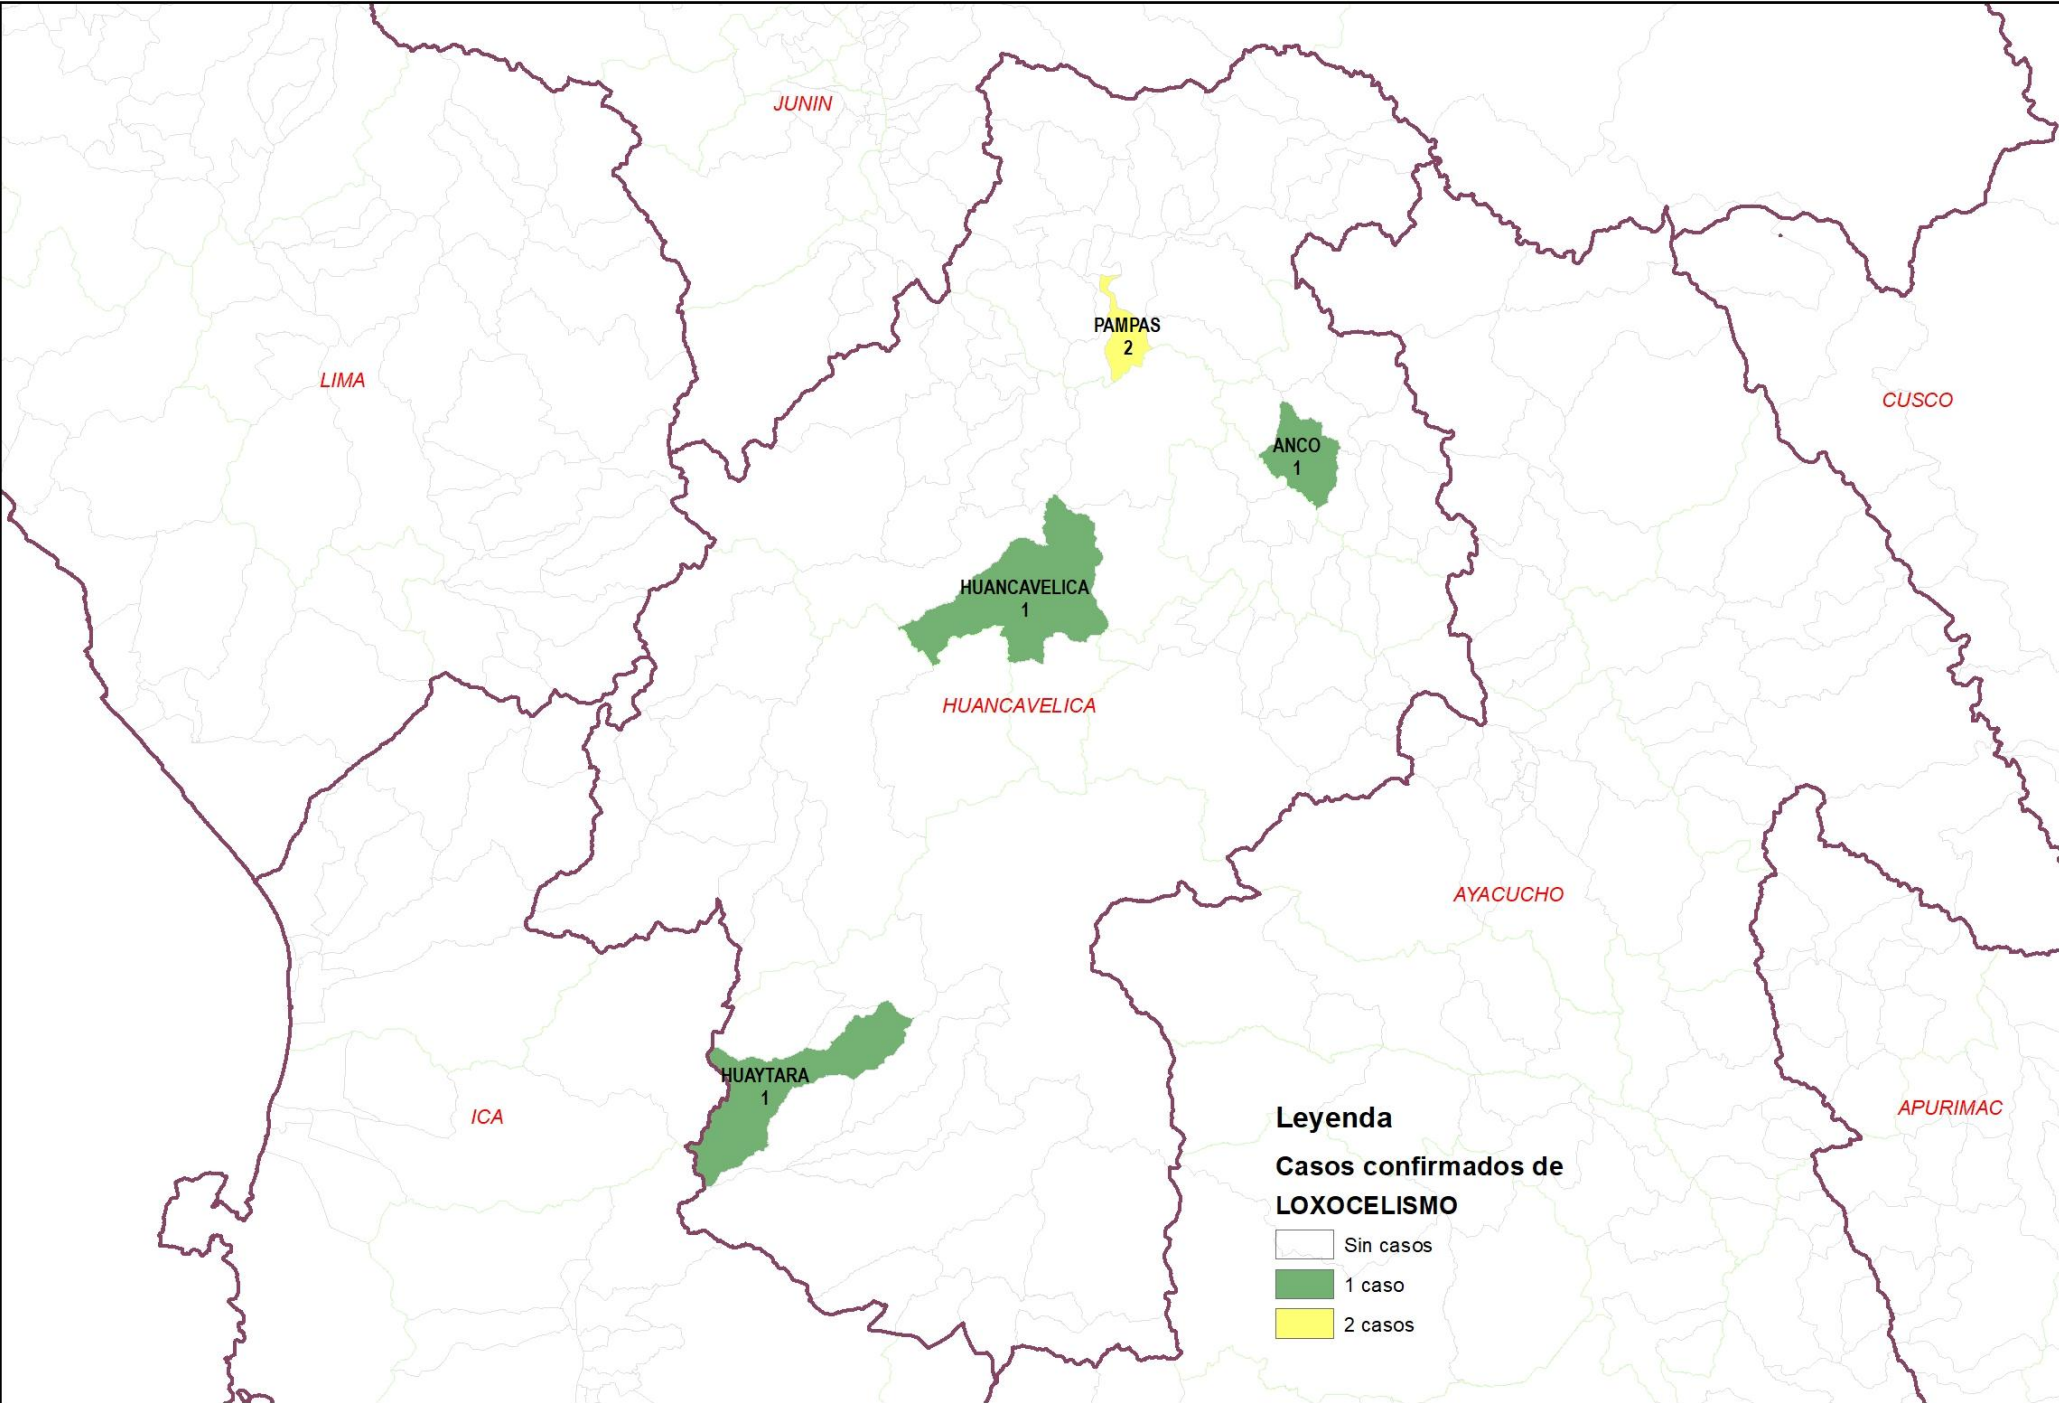 JUNIN
PAMPAS
2
LIMA
CUSCO
ANCO
1
HUANCAVELICA
1
HUANCAVELICA
AYACUCHO
HUAYTARA
1
ICA
APURIMAC
Leyenda
Casos confirmados de
LOXOCELISMO
Sin casos
1 caso
2 casos